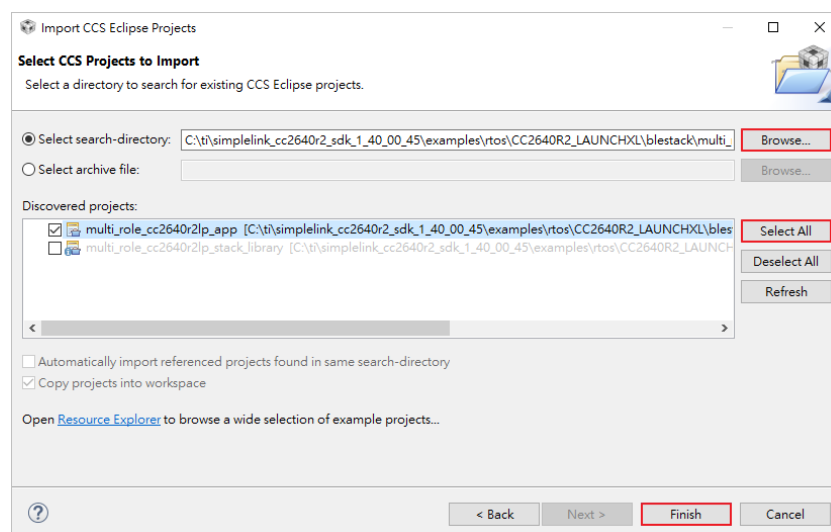 Import CCS Eclipse Projects
Select CCS Projects to Import
Select a directory to search for existing CCS Eclipse projects.
Select search-directory: C:\ti\simplelink_cc2640r2_sdk_1_40_00_45\examples\rtos\CC2640R2_LAUNCHXL\blestack\multi_ Browse...
Select archive file: Browse...
Discovered projects:
multi_role_cc2640r2lp_app [C:\ti\simplelink_cc2640r2_sdk_1_40_00_45\examples\rtos\CC2640R2_LAUNCHXL\bles Select All
multi_role_cc2640r2lp_stack_library [C:\ti\simplelink_cc2640r2_sdk_1_40_00_45\examples\rtos\CC2640R2_LAUNCH
Deselect All
Refresh
Automatically import referenced projects found in same search-directory
Copy projects into workspace
Open Resource Explorer to browse a wide selection of example projects...
? < Back Next > Finish Cancel